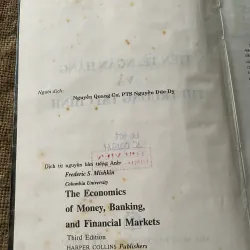 Người dịch:
Nguyễn Quang Cư, PTS Nguyễn Đức Dỵ
Dịch từ nguyên bản tiếng Anh:
Frederic S. Mishkin
Columbia University
The Economics
of Money, Banking,
and Financial Markets
Third Edition
HARPER COLLINS Publishers